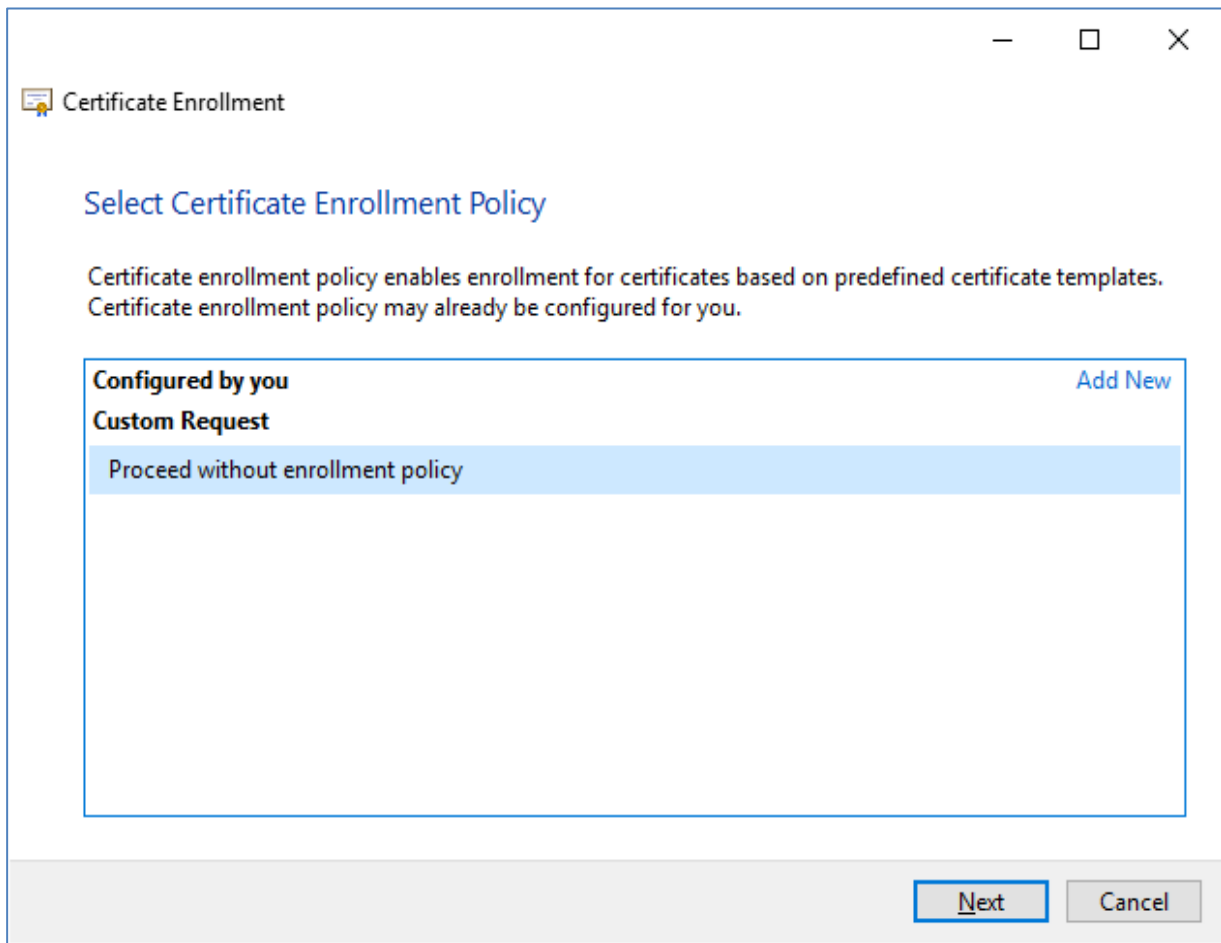 Certificate Enrollment
Select Certificate Enrollment Policy
Certificate enrollment policy enables enrollment for certificates based on predefined certificate templates.
Certificate enrollment policy may already be configured for you.
Configured by you Add New
Custom Request
Proceed without enrollment policy
Next Cancel